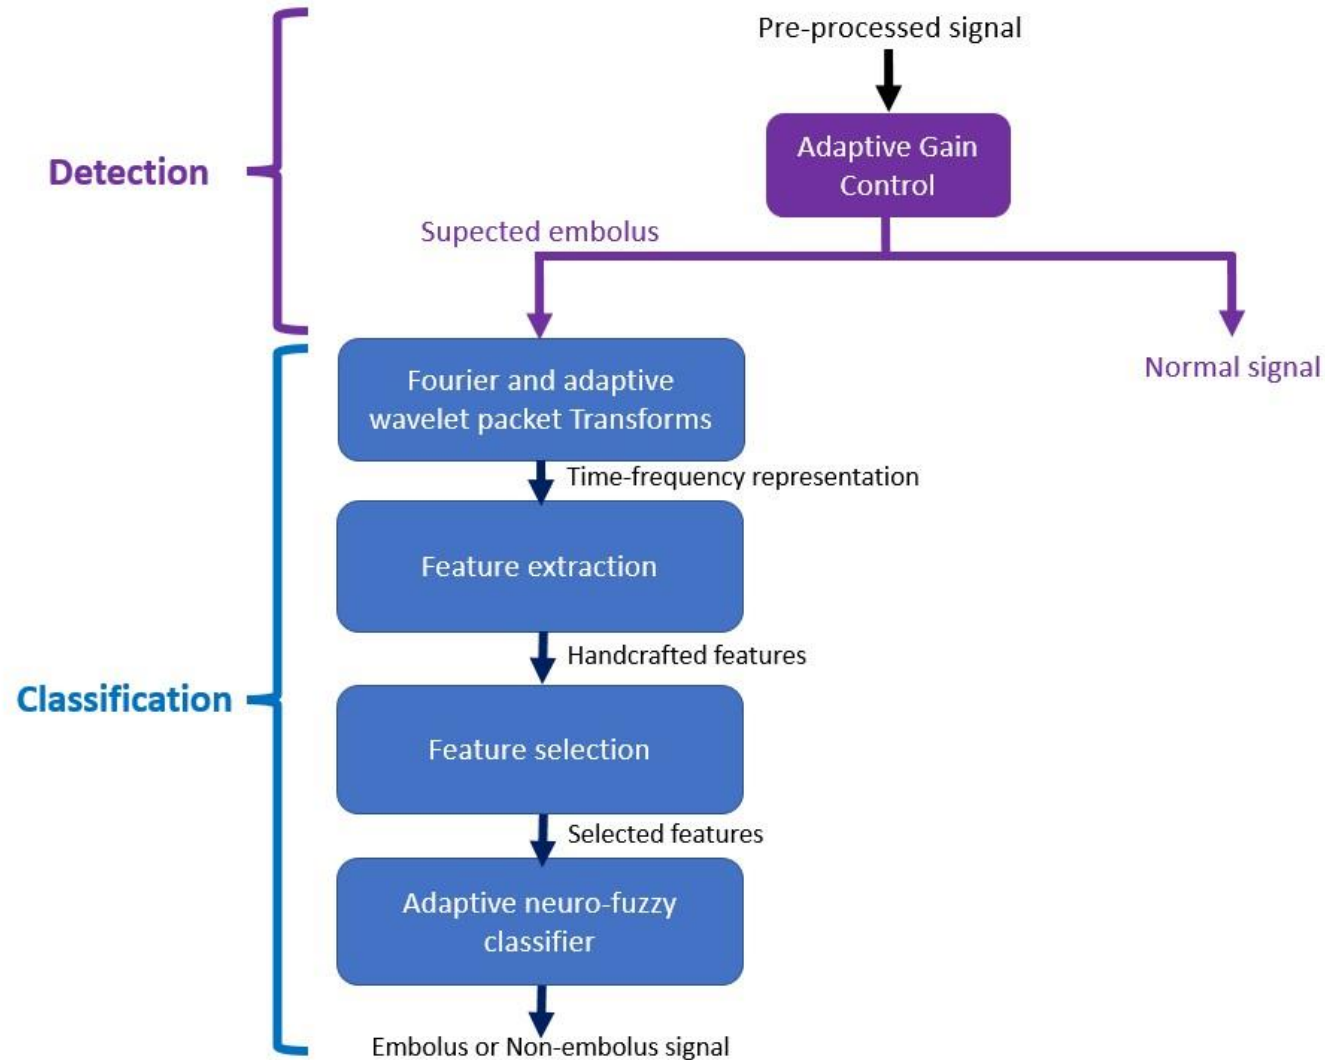 Pre-processed signal
Adaptive Gain
Control
Detection
Supected embolus
Normal signal
Fourier and adaptive
wavelet packet Transforms
Time-frequency representation
Feature extraction
Handcrafted features
Classification
Feature selection
Selected features
Adaptive neuro-fuzzy
classifier
Embolus or Non-embolus signal